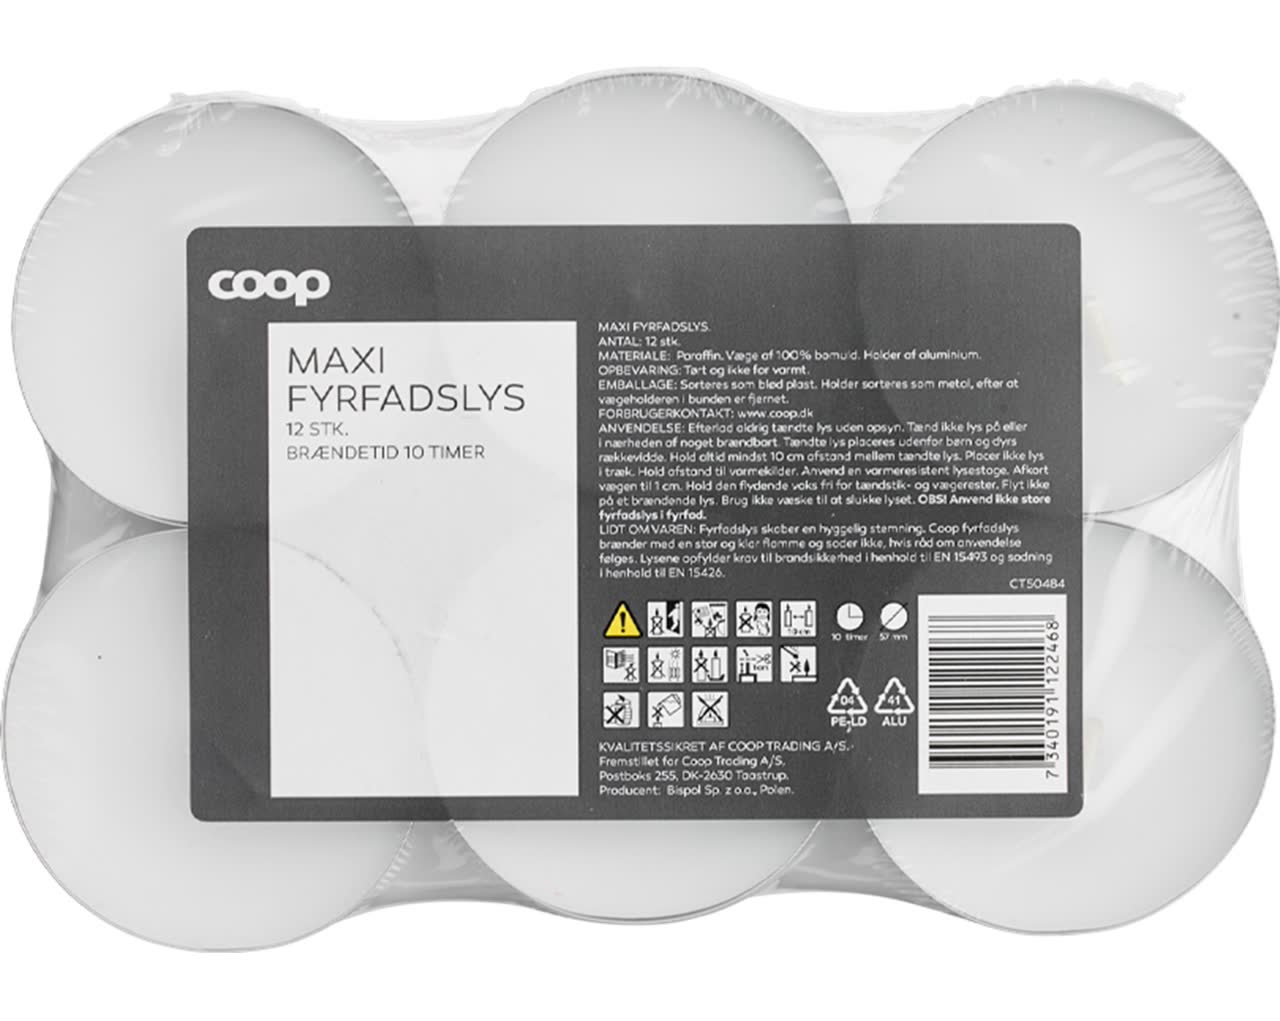 coop
MAXI
FYRFADSLYS
12 STK.
BRÆNDETID 10 TIMER
MAXI FYRFADSLYS.
ANTAL: 12 stk.
MATERIALE: Paraffin. Væge af 100% bomuld. Holder af aluminium.
OPBEVARING: Tørt og ikke for varmt.
EMBALLAGE: Sorteres som blød plast. Holder sorteres som metal, efter at
vægeholderen i bunden er fjernet.
FORBRUGERKONTAKT: www.coop.dk
ANVENDELSE: Efterlad aldrig tændte lys uden opsyn. Tænd ikke lys på eller
i nærheden af noget brændbart. Tændte lys placeres udenfor børn og dyrs
rækkevidde. Hold altid mindst 10 cm afstand mellem tændte lys. Placer ikke lys
i træk. Hold afstand til varmekilder. Anvend en varmeresistent lysestage. Afkort
vægen til 1 cm. Hold den flydende voks fri for tændstik- og vægerester. Flyt ikke
på et brændende lys. Brug ikke væske til at slukke lyset. OBS! Anvend ikke store
fyrfadslys i fyrfad.
LIDT OM VAREN: Fyrfadslys skaber en hyggelig stemning. Coop fyrfadslys
brænder med en stor og klar flamme og soder ikke, hvis råd om anvendelse
følges. Lysene opfylder krav til brandsikkerhed i henhold til EN 15493 og sodning
i henhold til EN 15426.
CT50484
10 cm
10 timer
57 mm
04
PE-LD
41
ALU
KVALITETSSIKRET AF COOP TRADING A/S.
Fremstillet for Coop Trading A/S.
Postboks 255, DK-2630 Taastrup.
Producent: Bispol Sp. z o.o., Polen.
7 340191 122468